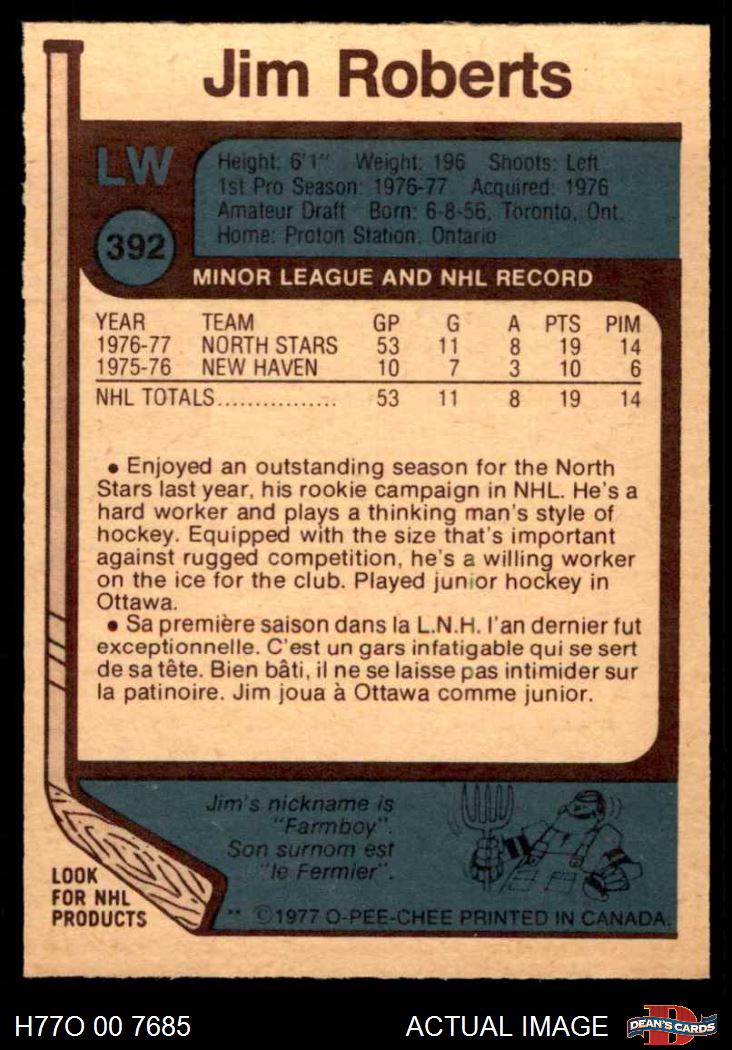 Jim Roberts
LW
Height: 6'1" Weight: 196 Shoots: Left
1st Pro Season: 1976-77 Acquired: 1976
Amateur Draft Born: 6-8-56, Toronto, Ont.
Home: Proton Station, Ontario
392
MINOR LEAGUE AND NHL RECORD
YEAR TEAM GP G A PTS PIM
1976-77 NORTH STARS 53 11 8 19 14
1975-76 NEW HAVEN 10 7 3 10 6
NHL TOTALS................ 53 11 8 19 14
• Enjoyed an outstanding season for the North
Stars last year, his rookie campaign in NHL. He's a
hard worker and plays a thinking man's style of
hockey. Equipped with the size that's important
against rugged competition, he's a willing worker
on the ice for the club. Played junior hockey in
Ottawa.
• Sa première saison dans la L.N.H. l'an dernier fut
exceptionnelle. C'est un gars infatigable qui se sert
de sa tête. Bien bâti, il ne se laisse pas intimider sur
la patinoire. Jim joua à Ottawa comme junior.
Jim's nickname is
"Farmboy".
Son surnom est
"le Fermier".
LOOK
FOR NHL
PRODUCTS
** ©1977 O-PEE-CHEE PRINTED IN CANADA.
H77O 00 7685
ACTUAL IMAGE
D
DEAN'S CARDS